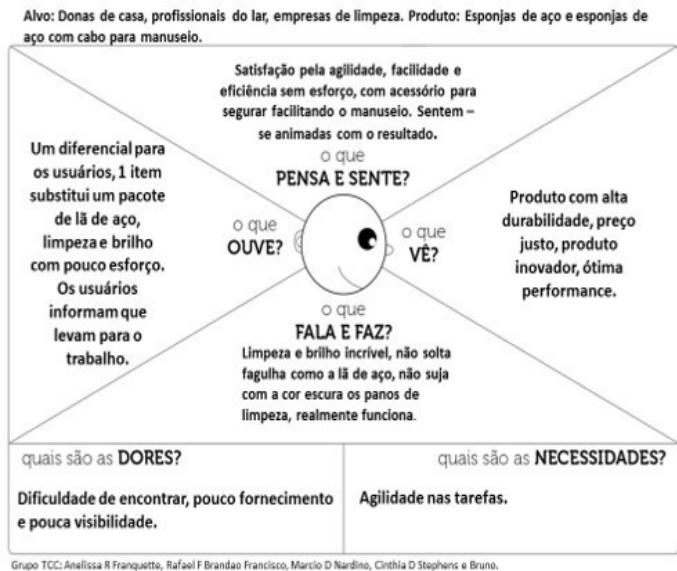 Alvo: Donas de casa, profissionais do lar, empresas de limpeza. Produto: Esponjas de aço e esponjas de
aço com cabo para manuseio.
Satisfação pela agilidade, facilidade e
eficiência sem esforço, com acessório para
segurar facilitando o manuseio. Sentem –
se animadas com o resultado.
o que
PENSA E SENTE?
Um diferencial para
os usuários, 1 item
substitui um pacote
de lã de aço,
limpeza e brilho
com pouco esforço.
Os usuários
informam que
levam para o
trabalho.
o que
OUVE?
o que
VÊ?
Produto com alta
durabilidade, preço
justo, produto
inovador, ótima
performance.
o que
FALA E FAZ?
Limpeza e brilho incrível, não solta
fagulha como a lã de aço, não suja
com a cor escura os panos de
limpeza, realmente funciona.
quais são as DORES?
Dificuldade de encontrar, pouco fornecimento
e pouca visibilidade.
quais são as NECESSIDADES?
Agilidade nas tarefas.
Grupo TCC: Anelissa R Franquette, Rafael F Brandao Francisco, Marcio D Nardino, Cinthia D Stephens e Bruno.